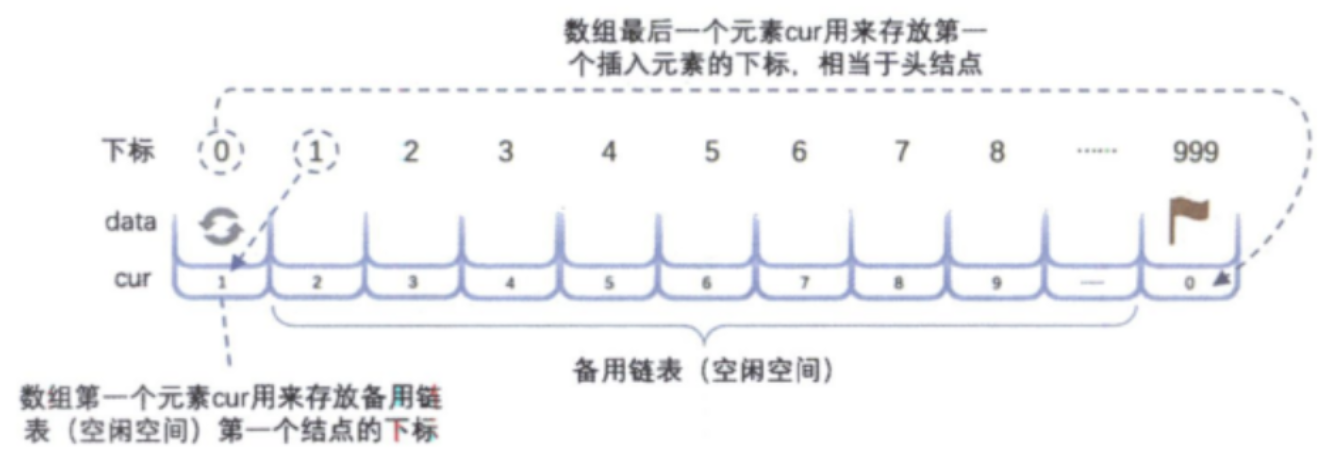 数组最后一个元素cur用来存放第一
个插入元素的下标，相当于头结点
下标 0 1 2 3 4 5 6 7 8 …… 999
data
cur 1 2 3 4 5 6 7 8 9 …… 0
备用链表（空闲空间）
数组第一个元素cur用来存放备用链
表（空闲空间）第一个结点的下标